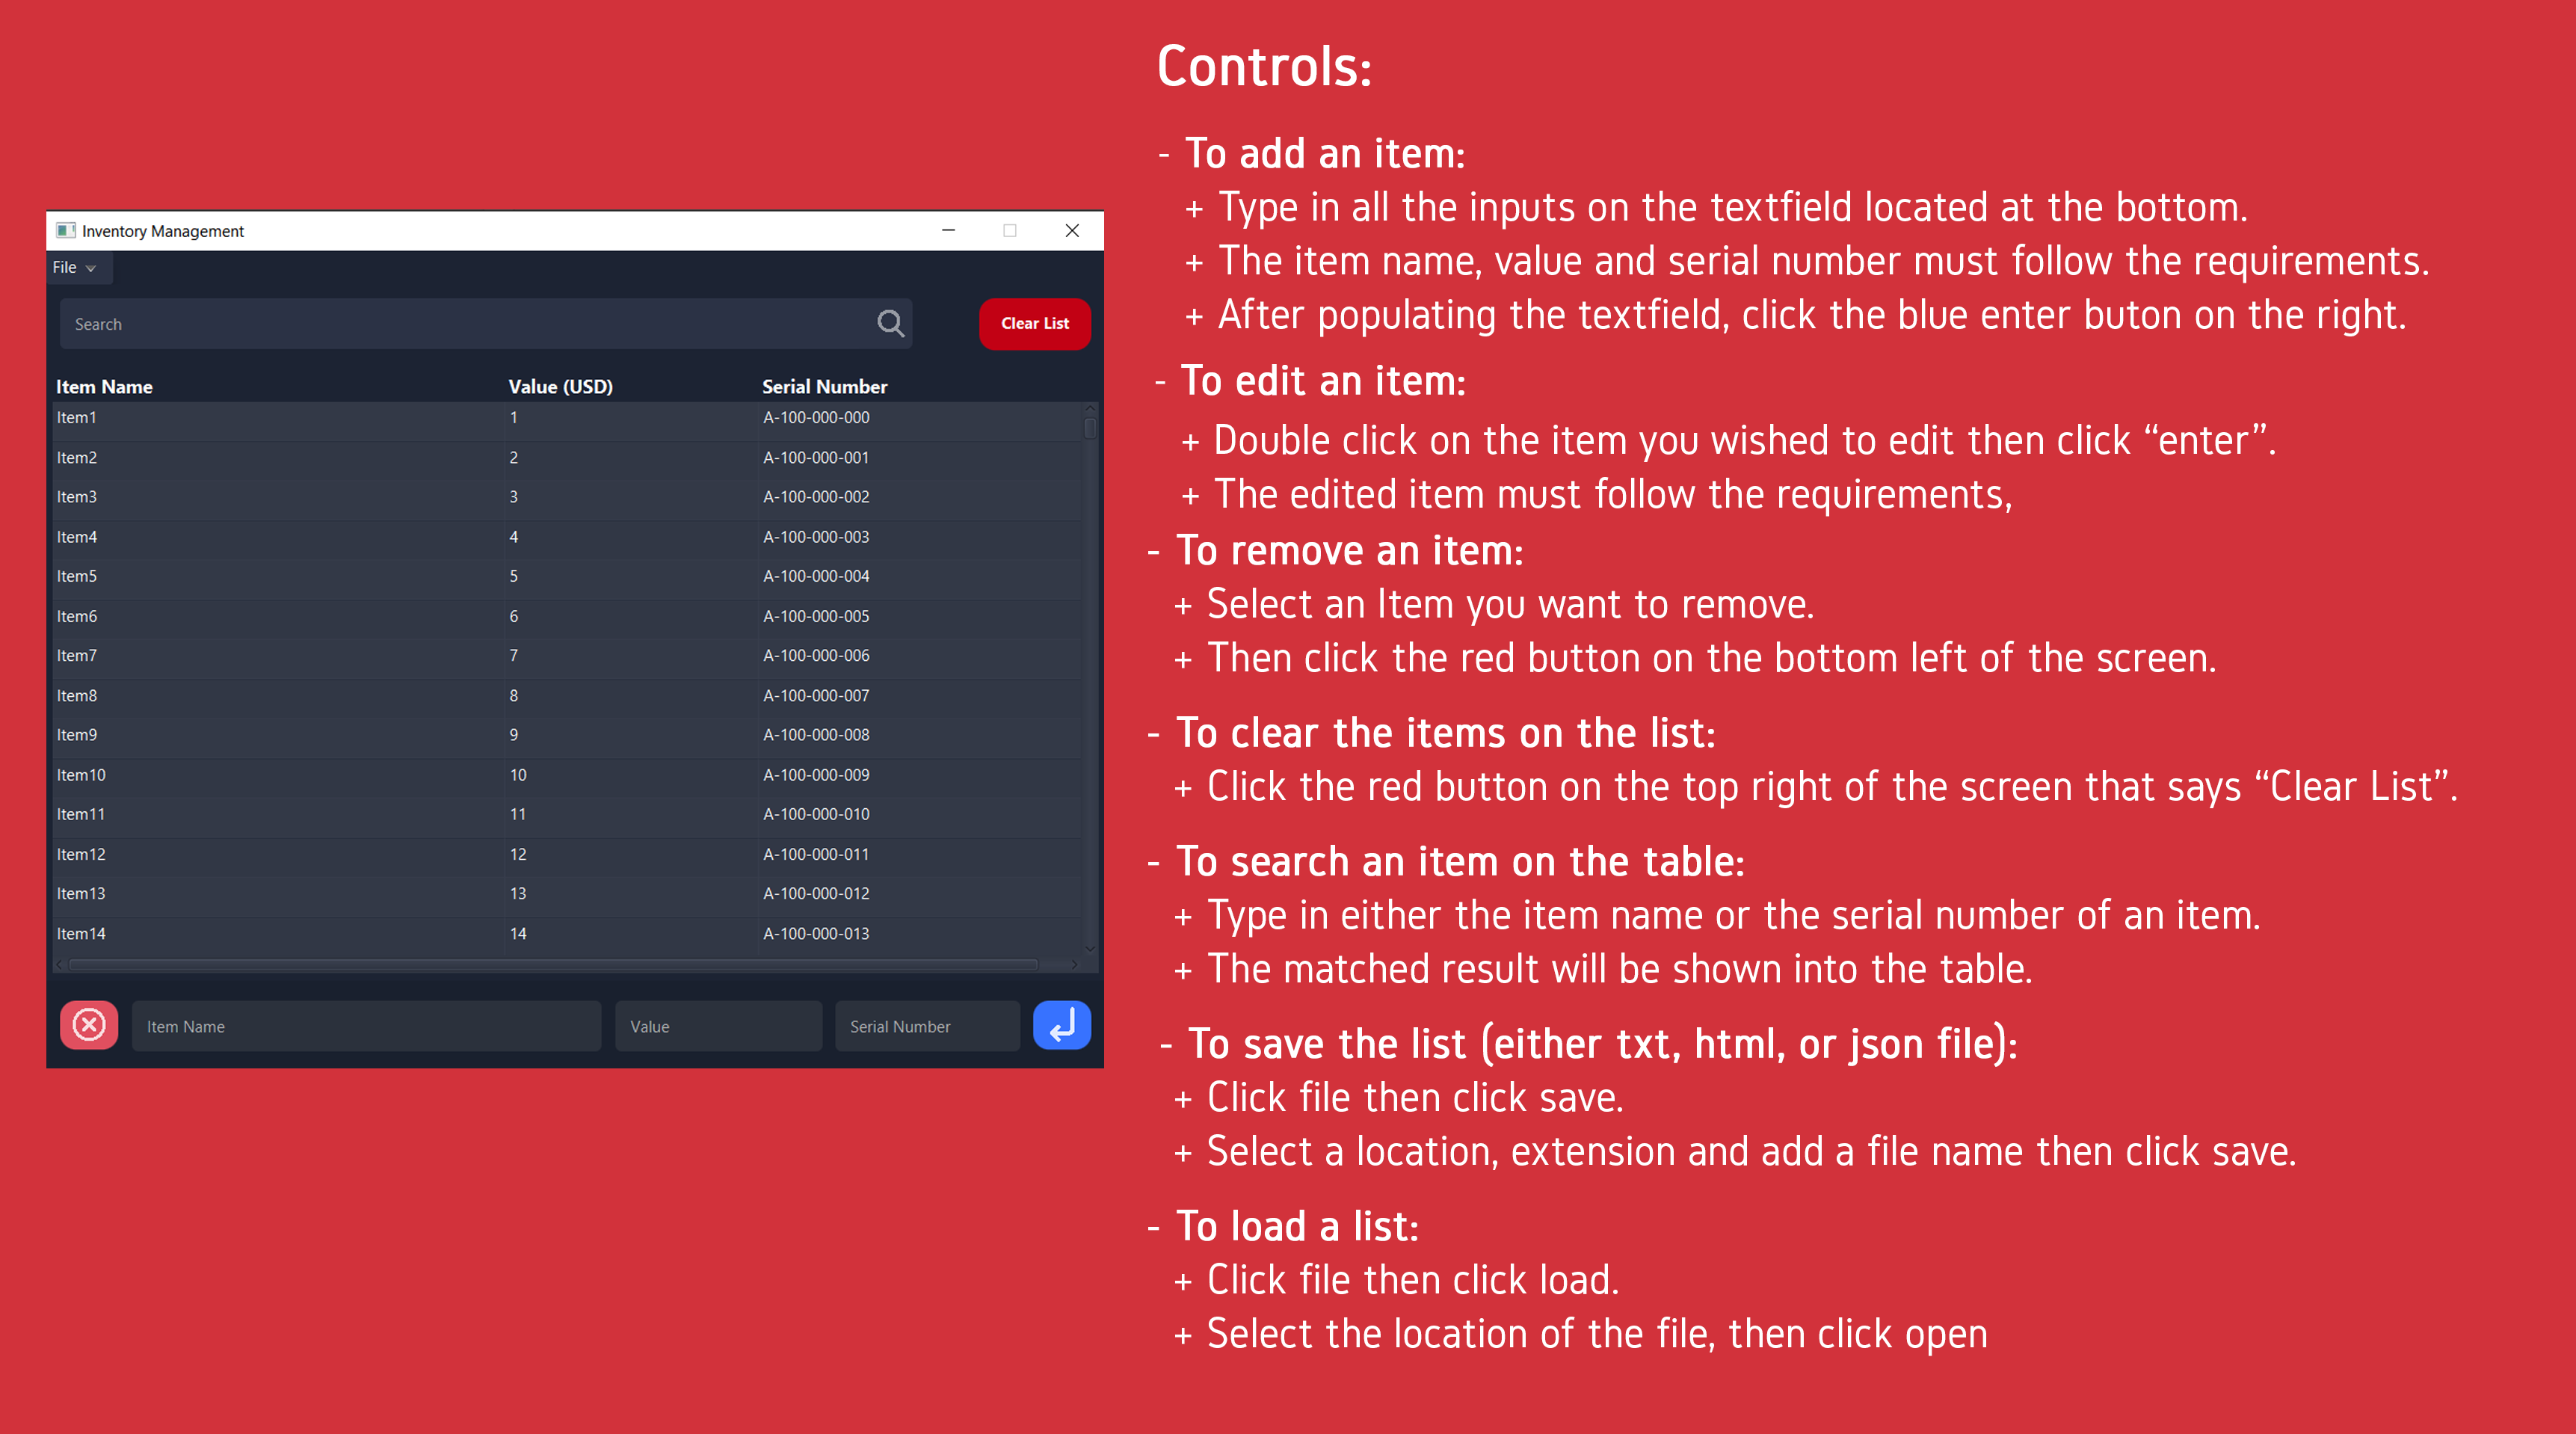 Inventory Management
File
Search
Clear List
Item Name Value (USD) Serial Number
Item1 1 A-100-000-000
Item2 2 A-100-000-001
Item3 3 A-100-000-002
Item4 4 A-100-000-003
Item5 5 A-100-000-004
Item6 6 A-100-000-005
Item7 7 A-100-000-006
Item8 8 A-100-000-007
Item9 9 A-100-000-008
Item10 10 A-100-000-009
Item11 11 A-100-000-010
Item12 12 A-100-000-011
Item13 13 A-100-000-012
Item14 14 A-100-000-013
Item Name Value Serial Number
Controls:
- To add an item:
+ Type in all the inputs on the textfield located at the bottom.
+ The item name, value and serial number must follow the requirements.
+ After populating the textfield, click the blue enter buton on the right.
- To edit an item:
+ Double click on the item you wished to edit then click “enter”.
+ The edited item must follow the requirements,
- To remove an item:
+ Select an Item you want to remove.
+ Then click the red button on the bottom left of the screen.
- To clear the items on the list:
+ Click the red button on the top right of the screen that says “Clear List”.
- To search an item on the table:
+ Type in either the item name or the serial number of an item.
+ The matched result will be shown into the table.
- To save the list (either txt, html, or json file):
+ Click file then click save.
+ Select a location, extension and add a file name then click save.
- To load a list:
+ Click file then click load.
+ Select the location of the file, then click open